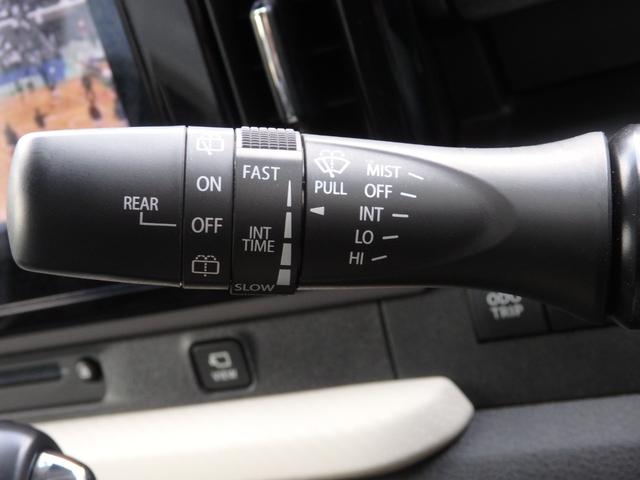 REAR
ON
OFF
FAST
INT
TIME
SLOW
PULL
MIST
OFF
INT
LO
HI
ODO
TRIP
VIEW